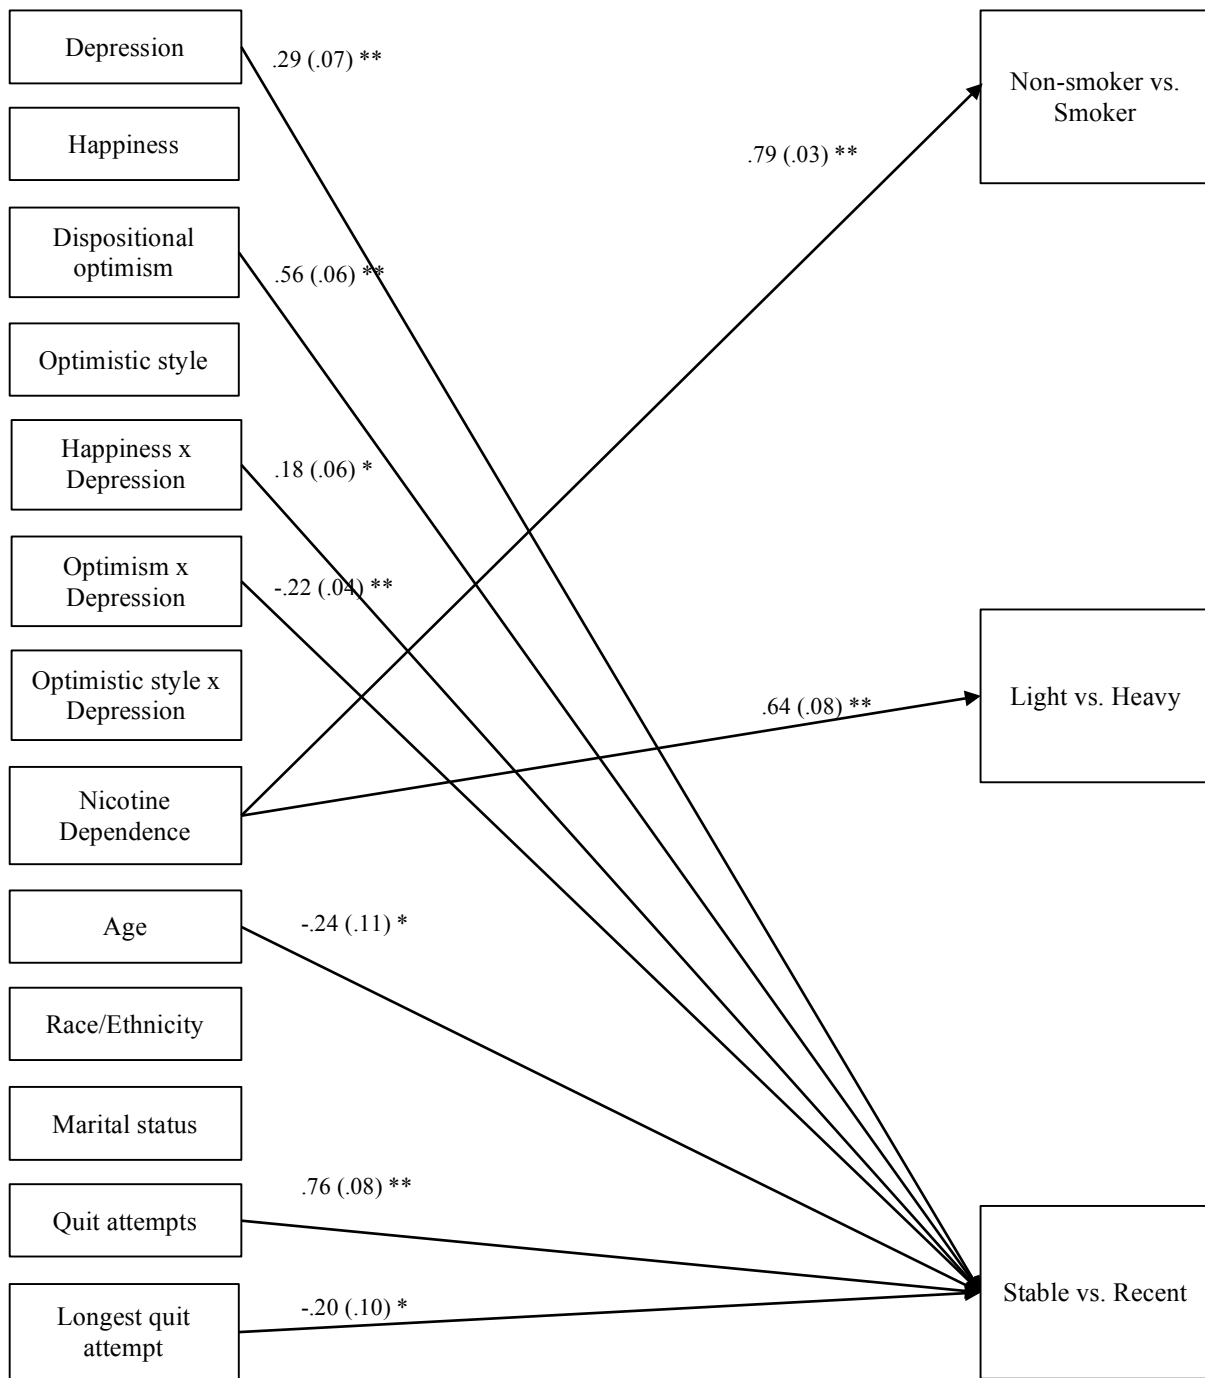 Depression
.29 (.07) **
Non-smoker vs.
Smoker
Happiness
.79 (.03) **
Dispositional
optimism
.56 (.06) **
Optimistic style
Happiness x
Depression
.18 (.06) *
Optimism x
Depression
-.22 (.04) **
Optimistic style x
Depression
Light vs. Heavy
.64 (.08) **
Nicotine
Dependence
Age
-.24 (.11) *
Race/Ethnicity
Marital status
Quit attempts
.76 (.08) **
Stable vs. Recent
Longest quit
attempt
-.20 (.10) *